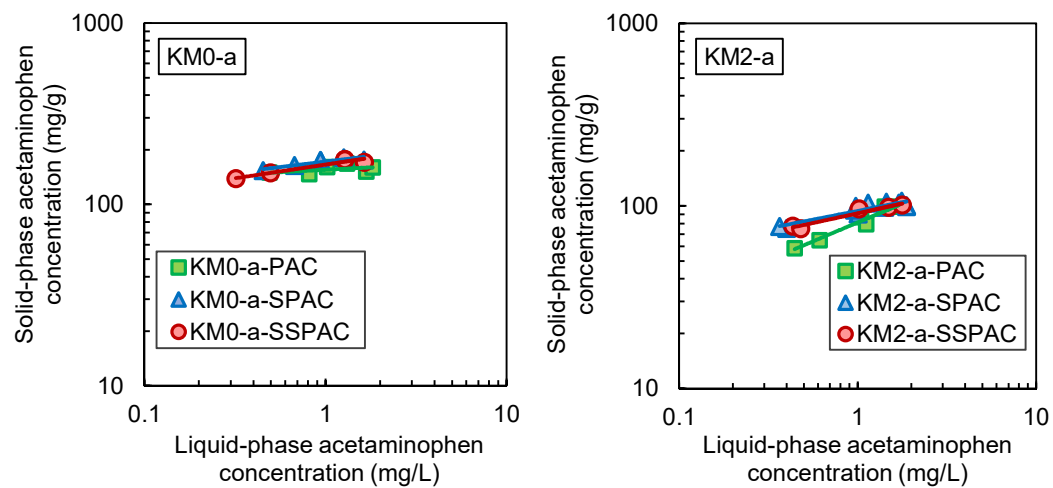 1000
100
10
0.1
1
10
Solid-phase acetaminophen
concentration (mg/g)
KM0-a
KM0-a-PAC
KM0-a-SPAC
KM0-a-SSPAC
Liquid-phase acetaminophen
concentration (mg/L)
1000
100
10
0.1
1
10
Solid-phase acetaminophen
concentration (mg/g)
KM2-a
KM2-a-PAC
KM2-a-SPAC
KM2-a-SSPAC
Liquid-phase acetaminophen
concentration (mg/L)